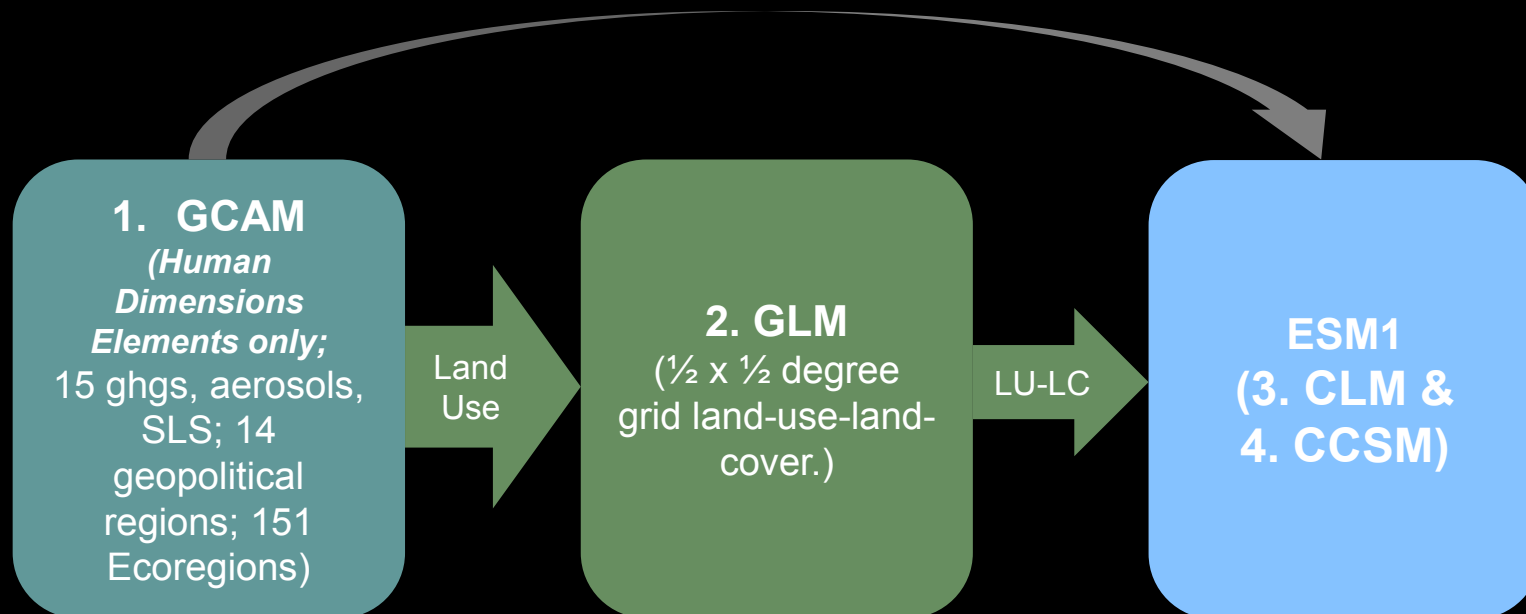 1. GCAM
(Human
Dimensions
Elements only;
15 ghgs, aerosols,
SLS; 14
geopolitical
regions; 151
Ecoregions)
Land
Use
2. GLM
(½ x ½ degree
grid land-use-land-
cover.)
LU-LC
ESM1
(3. CLM &
4. CCSM)